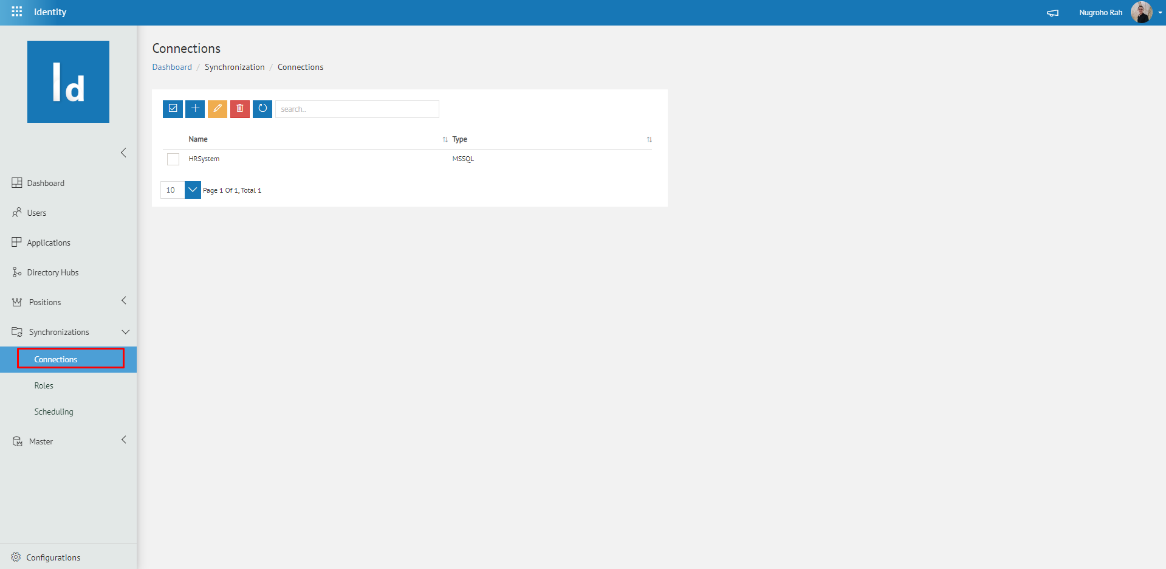 Identity
Nugroho Rah
Id
Connections
Dashboard / Synchronization / Connections
search...
Name
Type
HRSystem
MSSQL
10
Page 1 Of 1, Total 1
Dashboard
Users
Applications
Directory Hubs
Positions
Synchronizations
Connections
Roles
Scheduling
Master
Configurations